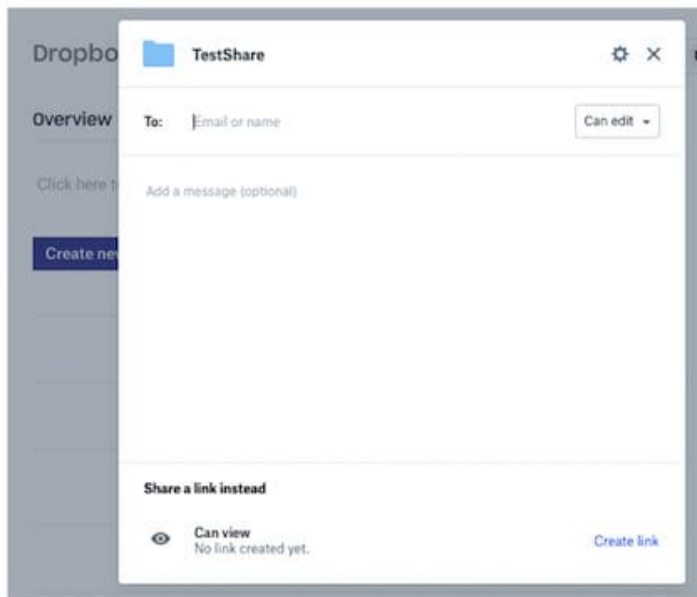 Dropbo
TestShare
Overview
To: Email or name
Can edit
Click here t
Add a message (optional)
Create ne
Share a link instead
Can view
No link created yet.
Create link